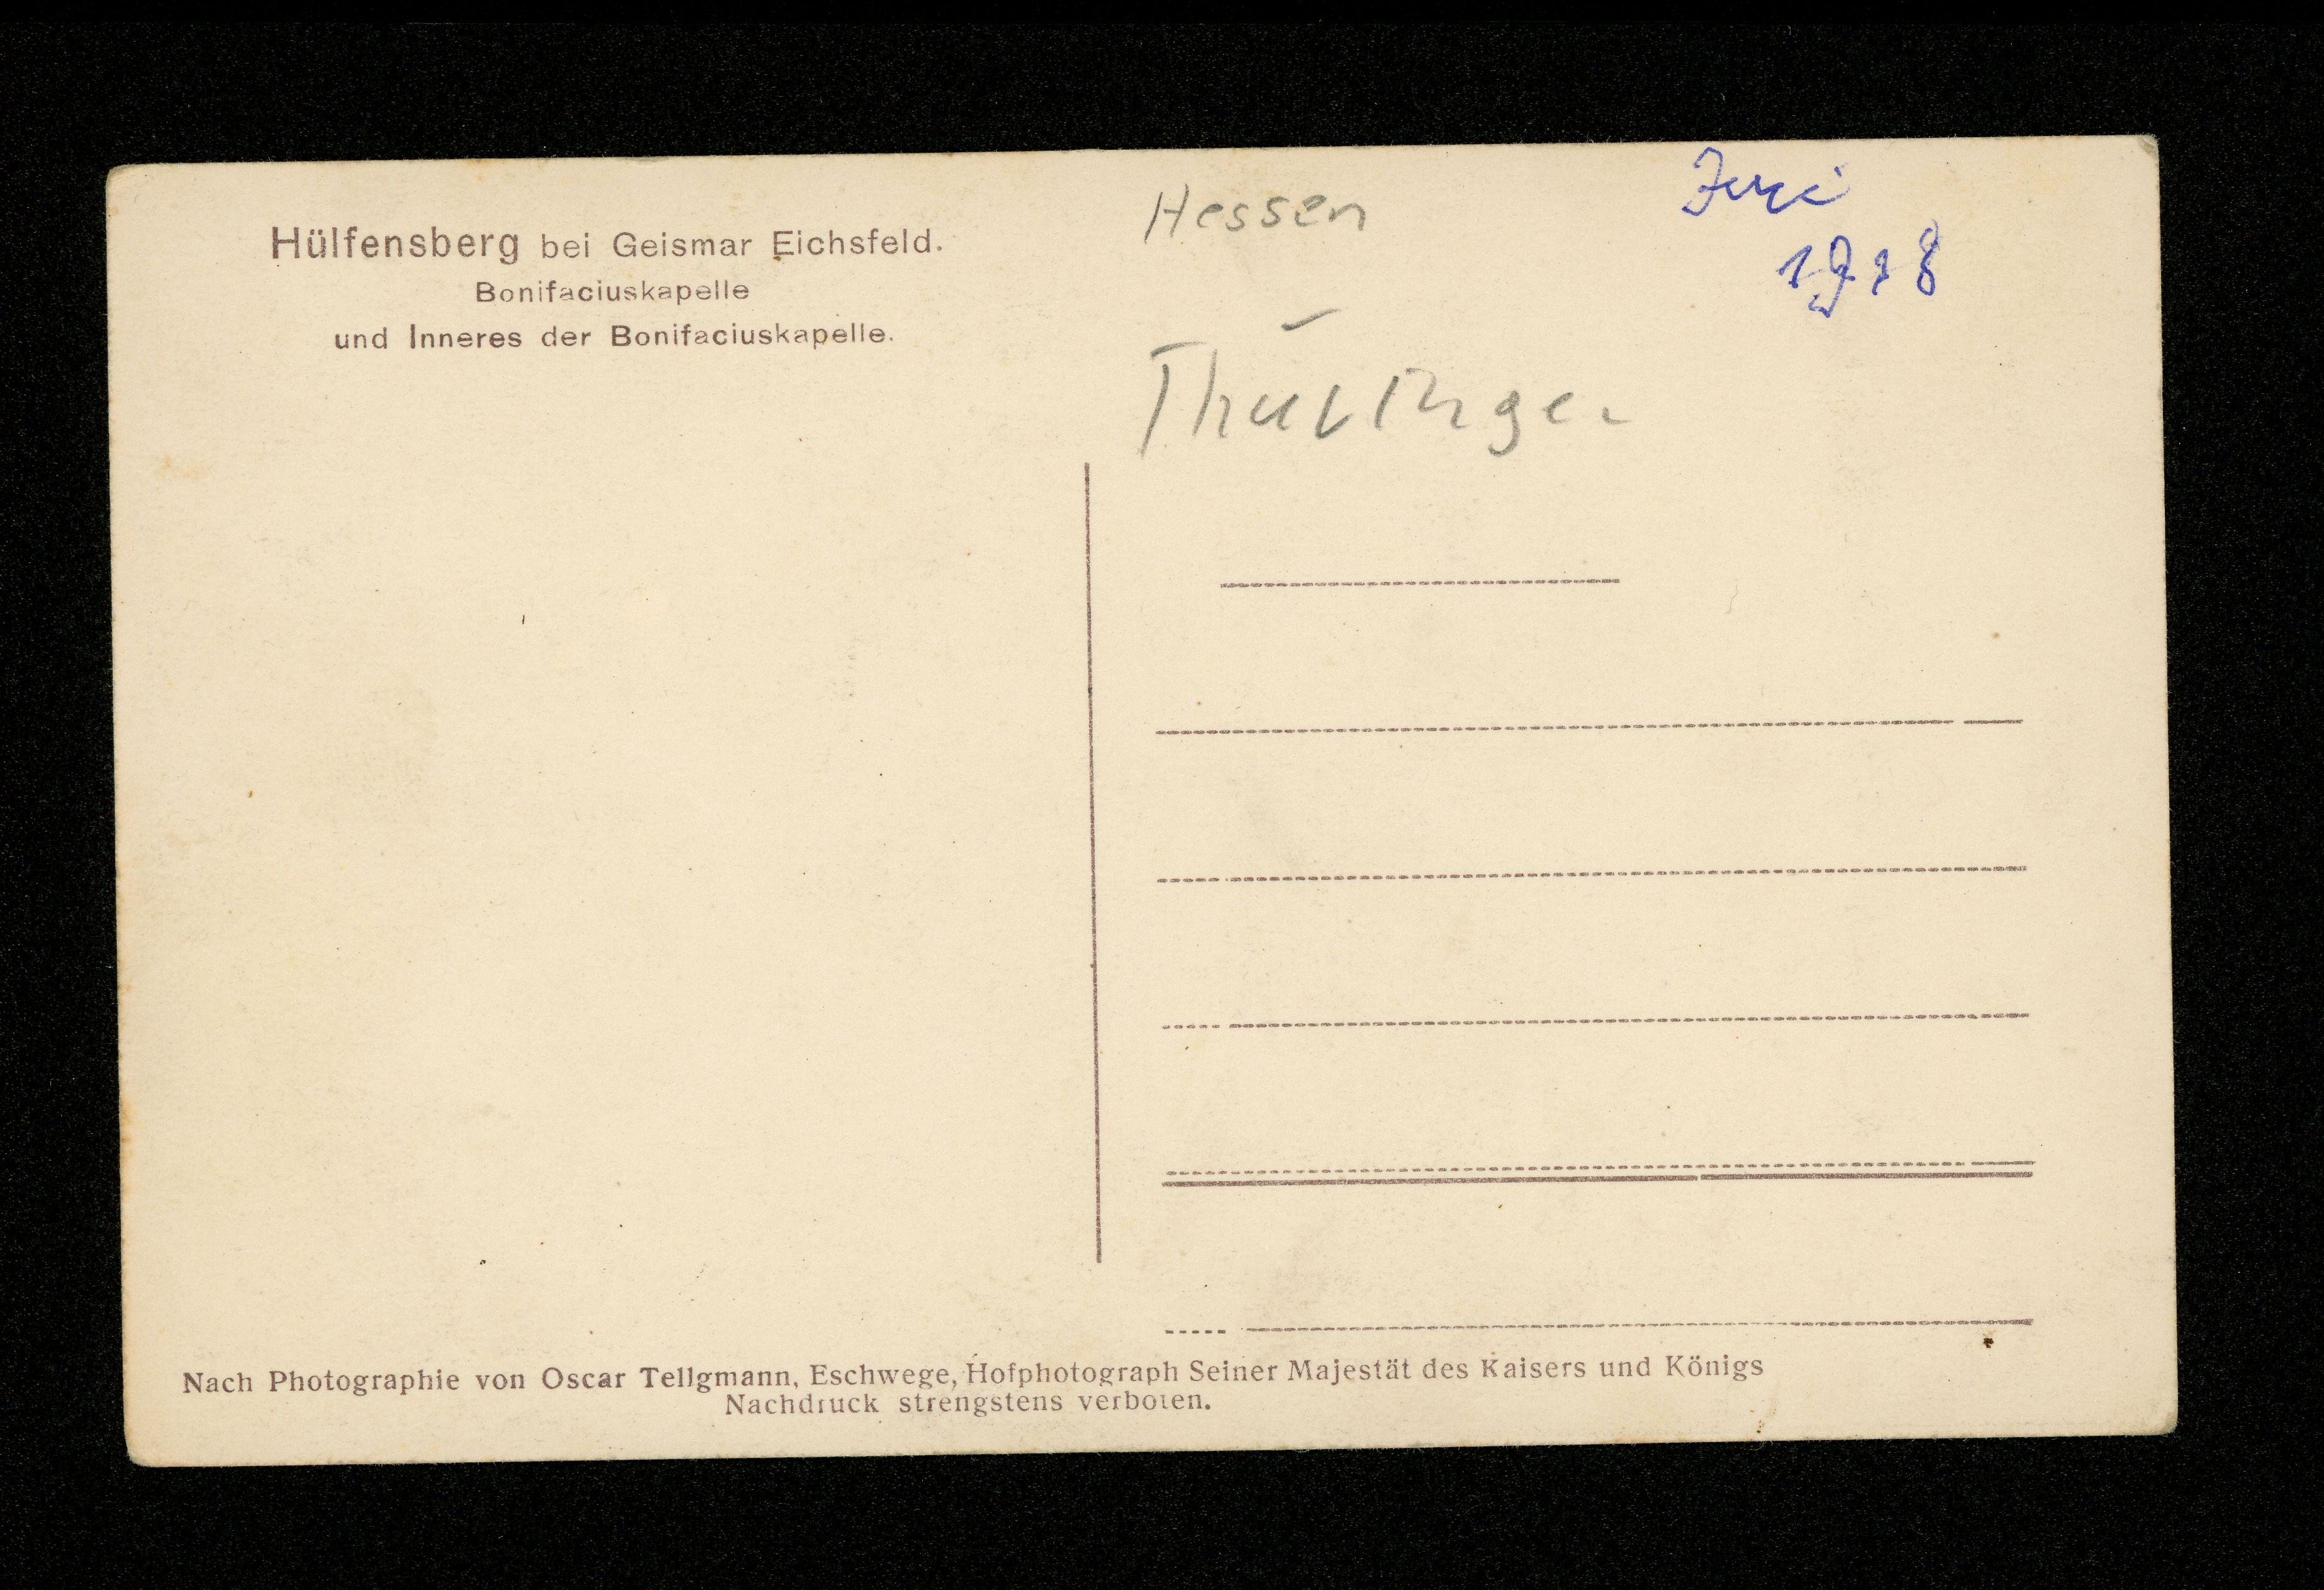 Hülfensberg bei Geismar Eichsfeld.
Bonifaciuskapelle
und Inneres der Bonifaciuskapelle.
Hessen
Juni
1918
Thüringen
Nach Photographie von Oscar Tellgmann, Eschwege, Hofphotograph Seiner Majestät des Kaisers und Königs
Nachdruck strengstens verboten.